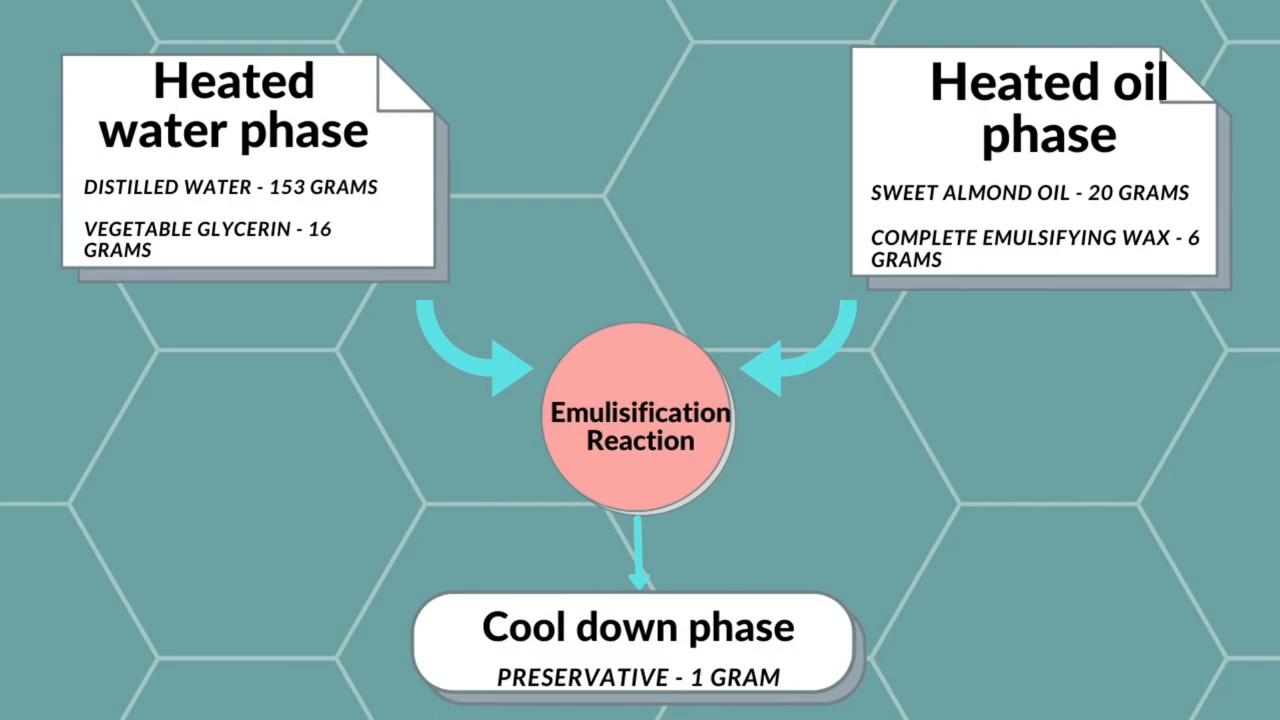 Heated
water phase
DISTILLED WATER - 153 GRAMS
VEGETABLE GLYCERIN - 16
GRAMS
Heated oil
phase
SWEET ALMOND OIL - 20 GRAMS
COMPLETE EMULSIFYING WAX - 6
GRAMS
Emulisification
Reaction
Cool down phase
PRESERVATIVE - 1 GRAM